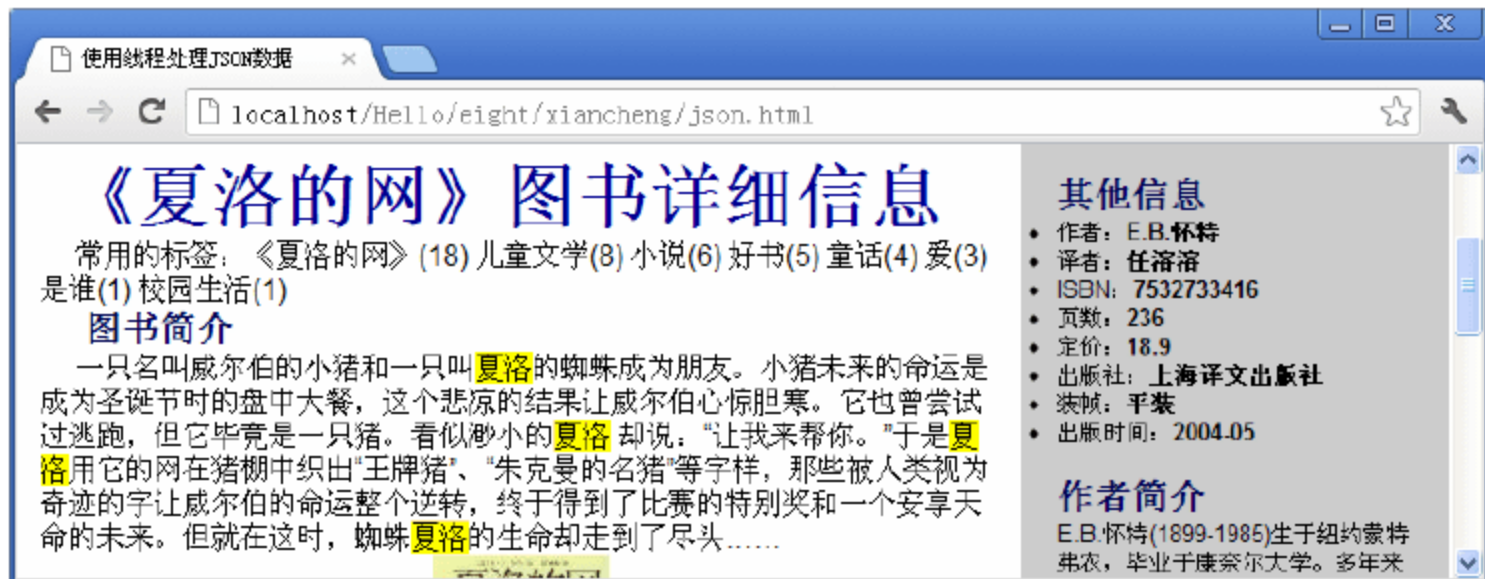 使用线程处理JSON数据
localhost/Hello/eight/xiancheng/json.html
《夏洛的网》图书详细信息
常用的标签：《夏洛的网》(18) 儿童文学(8) 小说(6) 好书(5) 童话(4) 爱(3)
是谁(1) 校园生活(1)
图书简介
一只名叫威尔伯的小猪和一只叫夏洛的蜘蛛成为朋友。小猪未来的命运是
成为圣诞节时的盘中大餐，这个悲凉的结果让威尔伯心惊胆寒。它也曾尝试
过逃跑，但它毕竟是一只猪。看似渺小的夏洛 却说：“让我来帮你。”于是夏
洛用它的网在猪棚中织出“王牌猪”、“朱克曼的名猪”等字样，那些被人类视为
奇迹的字让威尔伯的命运整个逆转，终于得到了比赛的特别奖和一个安享天
命的未来。但就在这时，蜘蛛夏洛的生命却走到了尽头……
夏洛的网
其他信息
作者：E.B.怀特
译者：任溶溶
ISBN：7532733416
页数：236
定价：18.9
出版社：上海译文出版社
装帧：平装
出版时间：2004-05
作者简介
E.B.怀特(1899-1985)生于纽约蒙特
弗农，毕业于康奈尔大学。多年来